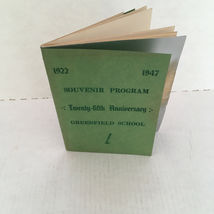 1922 1947
SOUVENIR PROGRAM
Twenty-fifth Anniversary
GREENFIELD SCHOOL